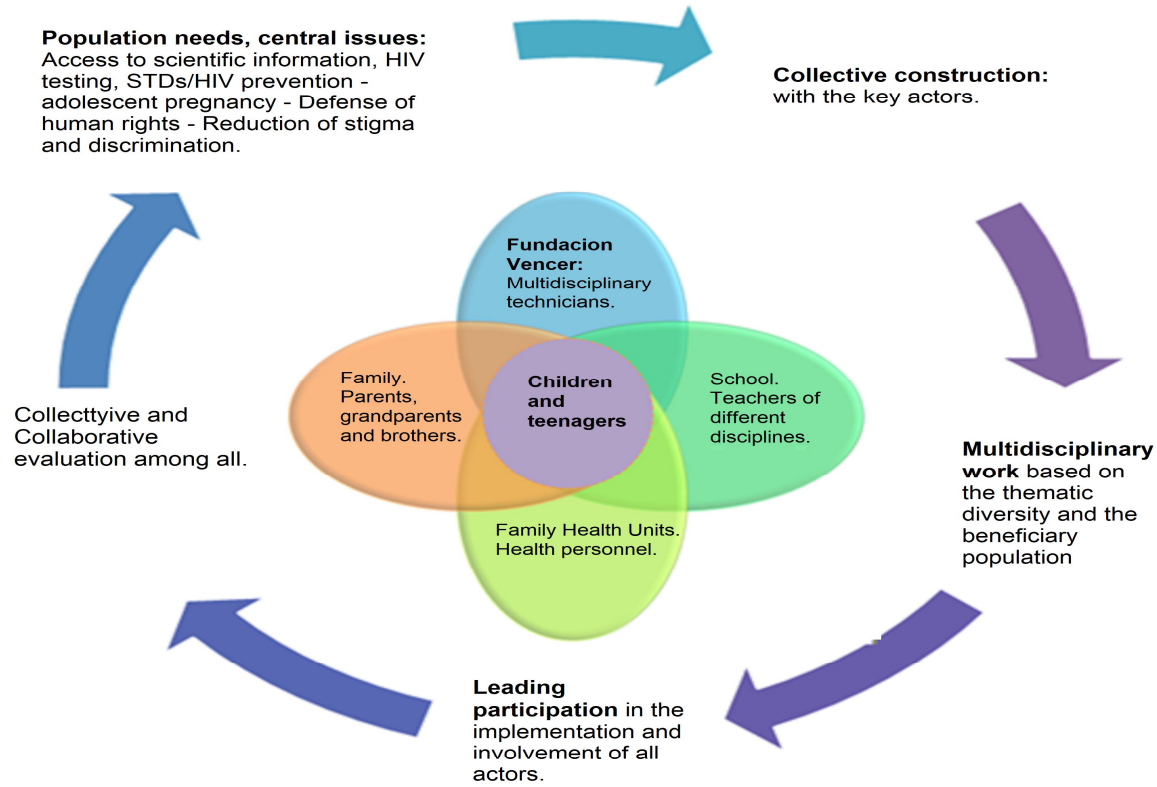 Population needs, central issues:
Access to scientific information, HIV
testing, STDs/HIV prevention -
adolescent pregnancy - Defense of
human rights - Reduction of stigma
and discrimination.
Collective construction:
with the key actors.
Fundacion
Vencer:
Multidisciplinary
technicians.
Family.
Parents,
grandparents
and brothers.
Children
and
teenagers
School.
Teachers of
different
disciplines.
Family Health Units.
Health personnel.
Multidisciplinary
work based on
the thematic
diversity and the
beneficiary
population
Leading
participation in the
implementation and
involvement of all
actors.
Collecttyive and
Collaborative
evaluation among all.